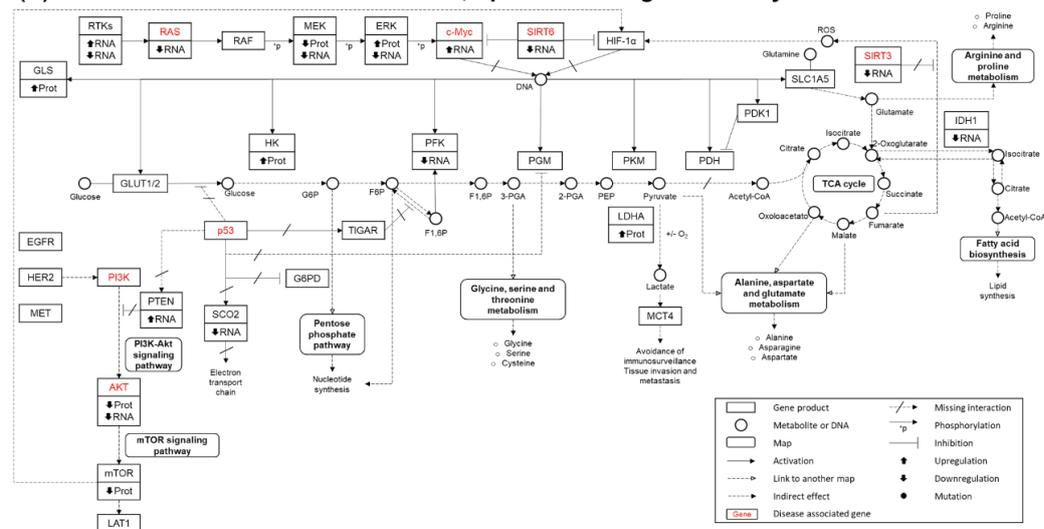 RTKs
RNA
RNA
RAS
RNA
RAF
+p
MEK
Prot
RNA
+p
ERK
Prot
RNA
+p
c-Myc
RNA
SIRT6
RNA
HIF-1α
ROS
Glutamine
SLC1A5
SIRT3
RNA
Proline
Arginine
Arginine and
proline
metabolism
GLS
Prot
DNA
Glutamate
PDK1
IDH1
RNA
HK
Prot
PFK
RNA
PGM
PKM
PDH
Isocitrate
2-Oxoglutarate
Citrate
TCA cycle
Succinate
Fumarate
Malate
Oxoloacetato
Isocitrate
Citrate
Acetyl-CoA
Fatty acid
biosynthesis
Lipid
synthesis
Glucose
GLUT1/2
Glucose
G6P
F6P
F1,6P
F1,6P
3-PGA
2-PGA
PEP
Pyruvate
Acetyl-CoA
p53
TIGAR
LDHA
Prot
+/- O2
Lactate
MCT4
Avoidance of
immunosurveillance
Tissue invasion and
metastasis
EGFR
HER2
MET
PI3K
PTEN
RNA
G6PD
SCO2
RNA
Electron
transport
chain
Pentose
phosphate
pathway
Nucleotide
synthesis
Glycine, serine and
threonine
metabolism
Glycine
Serine
Cysteine
Alanine, aspartate
and glutamate
metabolism
Alanine
Asparagine
Aspartate
PI3K-Akt
signaling
pathway
AKT
Prot
RNA
mTOR signaling
pathway
mTOR
Prot
LAT1
Gene product
Metabolite or DNA
Map
Activation
Link to another map
Indirect effect
Gene
Disease associated gene
Missing interaction
+p
Phosphorylation
Inhibition
Upregulation
Downregulation
Mutation